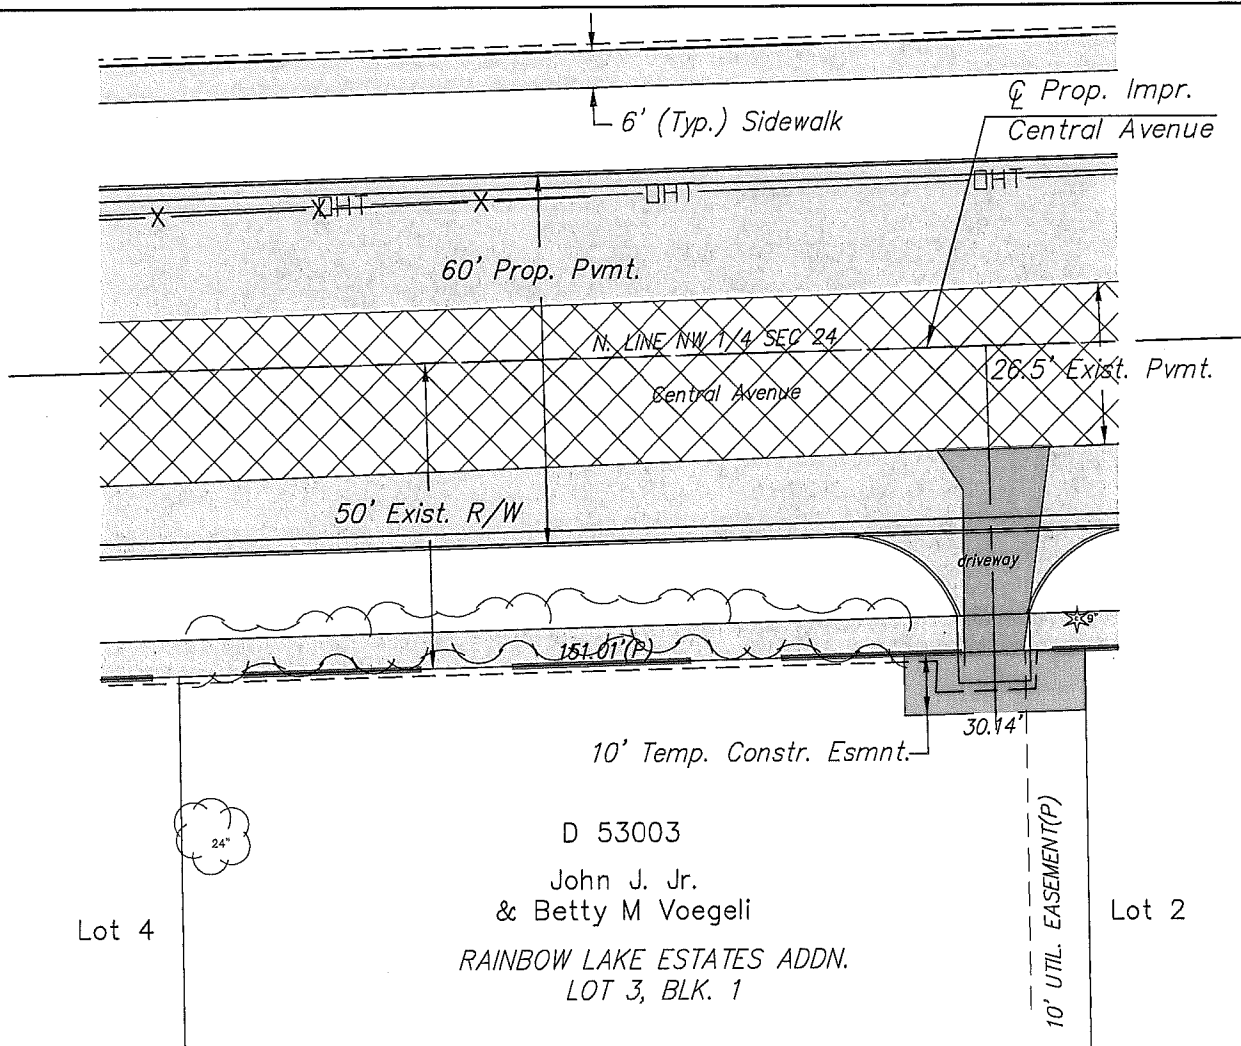 6' (Typ.) Sidewalk
℄ Prop. Impr.
Central Avenue
X X OHT X OHT OHT
60' Prop. Pvmt.
N. LINE NW 1/4 SEC 24
26.5' Exist. Pvmt.
Central Avenue
50' Exist. R/W
driveway
9"
151.01'(P)
30.14'
10' Temp. Constr. Esmnt.
24"
D 53003
John J. Jr.
& Betty M Voegeli
RAINBOW LAKE ESTATES ADDN.
LOT 3, BLK. 1
Lot 4
Lot 2
10' UTIL. EASEMENT(P)